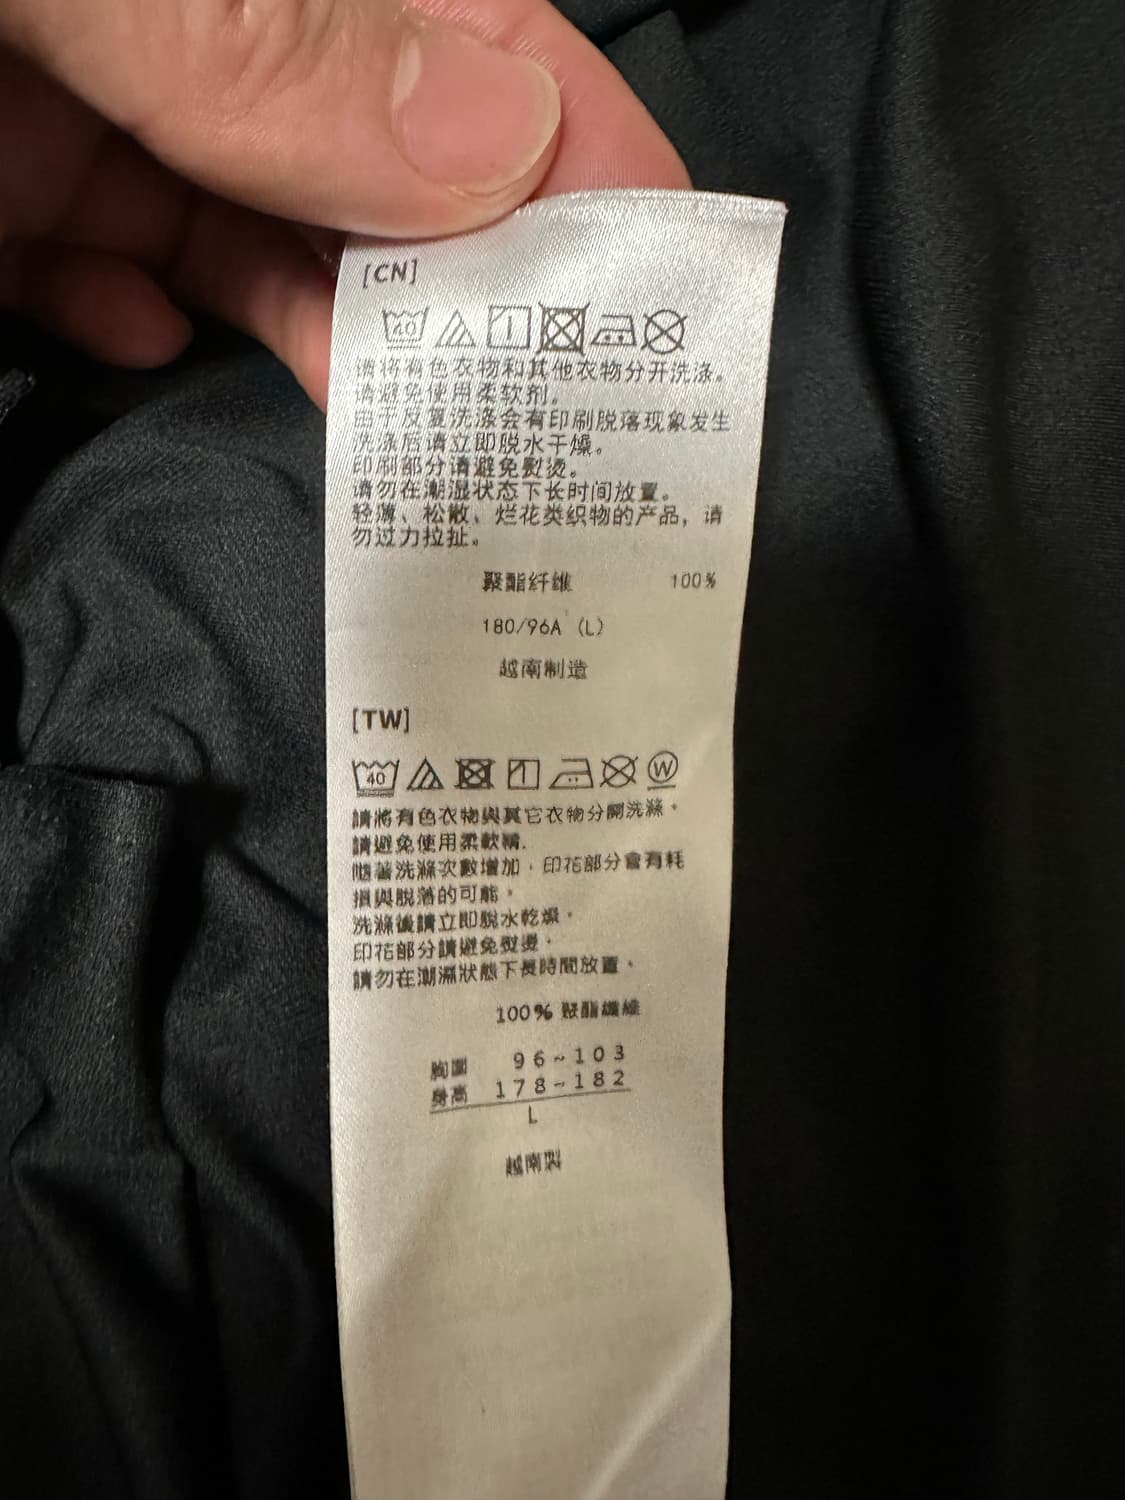 [CN]
40
请将有色衣物和其他衣物分开洗涤。
请避免使用柔软剂。
由于反复洗涤会有印刷脱落现象发生
洗涤后请立即脱水干燥。
印刷部分请避免熨烫。
请勿在潮湿状态下长时间放置。
轻薄、松散、烂花类织物的产品，请
勿过力拉扯。
聚酯纤维 100%
180/96A (L)
越南制造
[TW]
40 W
請將有色衣物與其它衣物分開洗滌。
請避免使用柔軟精.
隨著洗滌次數增加，印花部分會有耗
損與脫落的可能。
洗滌後請立即脫水乾燥。
印花部分請避免熨燙。
請勿在潮濕狀態下長時間放置。
100% 聚酯纖維
胸圍 96~103
身高 178~182
L
越南製